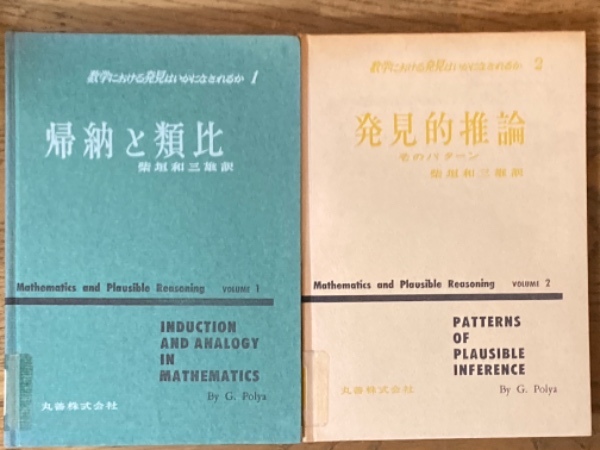 数学における発見はいかになされるか 1
帰納と類比
柴垣和三雄訳
Mathematics and Plausible Reasoning VOLUME 1
INDUCTION
AND ANALOGY
IN
MATHEMATICS
By G. Polya
丸善株式会社
数学における発見はいかになされるか 2
発見的推論
そのパターン
柴垣和三雄訳
Mathematics and Plausible Reasoning VOLUME 2
PATTERNS
OF
PLAUSIBLE
INFERENCE
By G. Polya
丸善株式会社